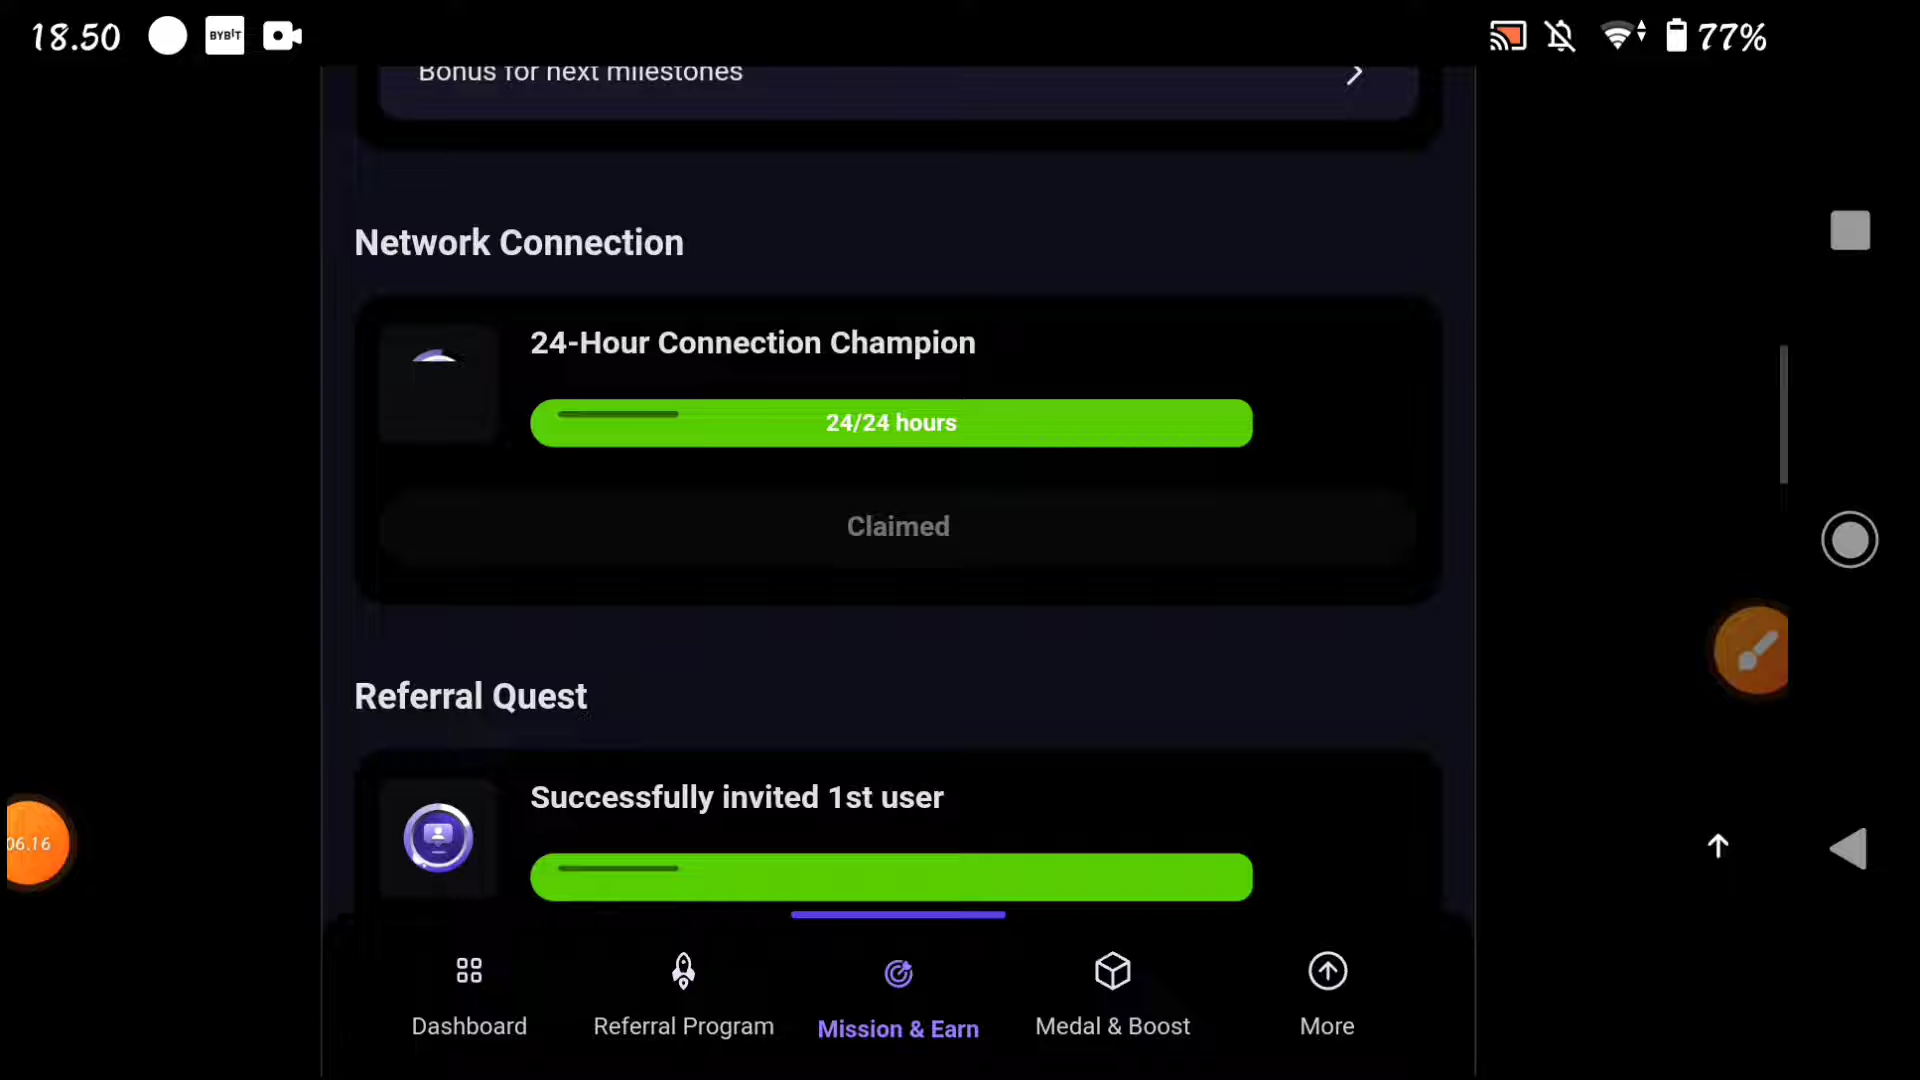 18.50
BYBIT
77%
Bonus for next milestones
Network Connection
24-Hour Connection Champion
24/24 hours
Claimed
Referral Quest
Successfully invited 1st user
06.16
Dashboard
Referral Program
Mission & Earn
Medal & Boost
More